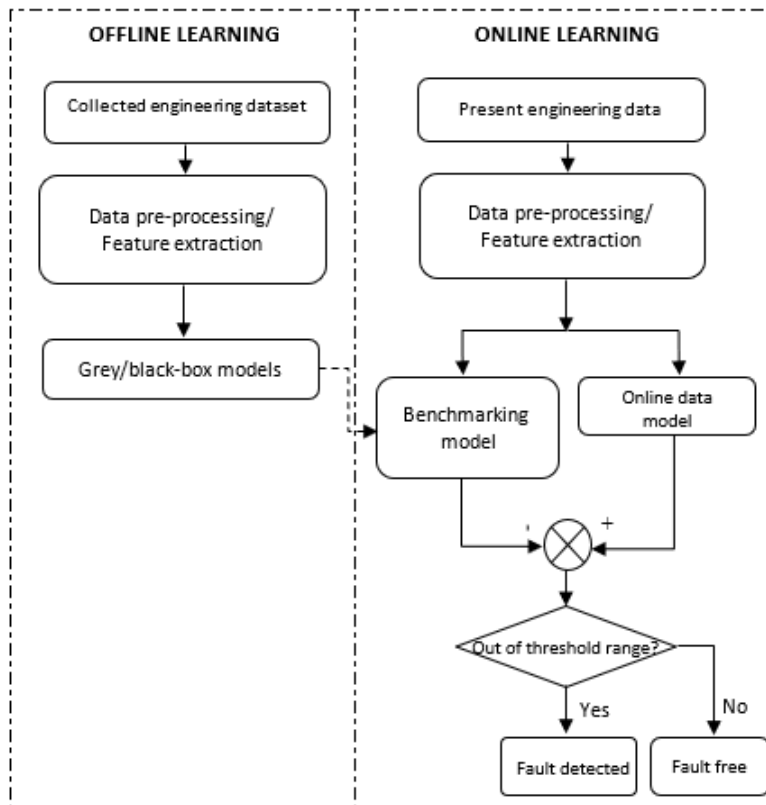 OFFLINE LEARNING
Collected engineering dataset
Data pre-processing/
Feature extraction
Grey/black-box models
ONLINE LEARNING
Present engineering data
Data pre-processing/
Feature extraction
Benchmarking
model
Online data
model
-
+
Out of threshold range?
Yes
No
Fault detected
Fault free